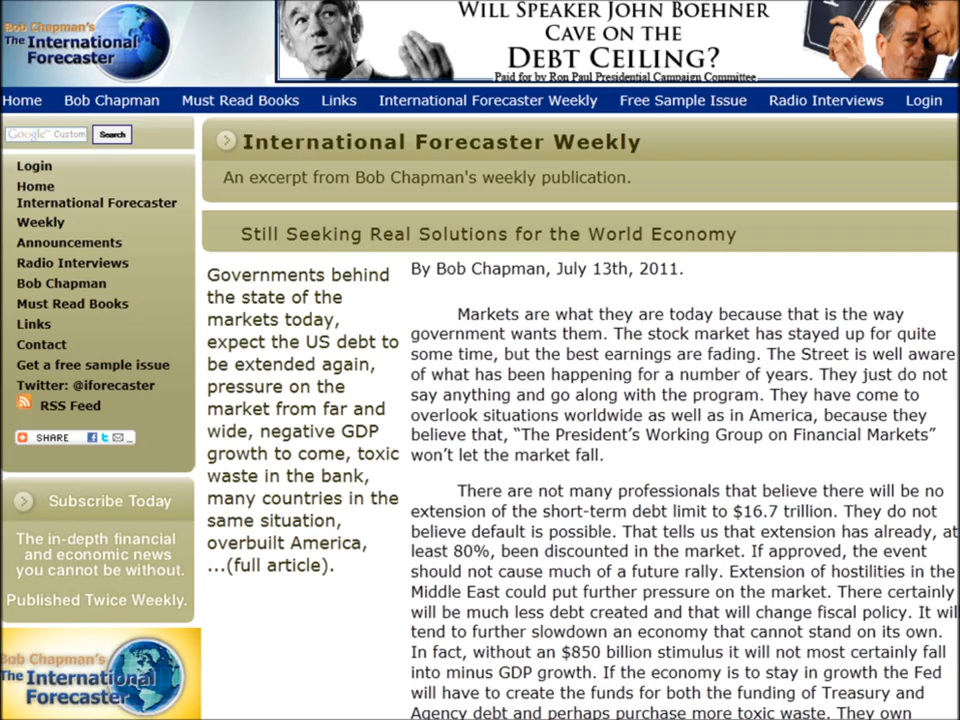 Bob Chapman's
The International
Forecaster
WILL SPEAKER JOHN BOEHNER
CAVE ON THE
DEBT CEILING?
Paid for by Ron Paul Presidential Campaign Committee
Home Bob Chapman Must Read Books Links International Forecaster Weekly Free Sample Issue Radio Interviews Login
Google™ Custom Search
Login
Home
International Forecaster
Weekly
Announcements
Radio Interviews
Bob Chapman
Must Read Books
Links
Contact
Get a free sample issue
Twitter: @iforecaster
RSS Feed
SHARE
Subscribe Today
The in-depth financial
and economic news
you cannot be without.
Published Twice Weekly.
Bob Chapman's
The International
Forecaster
International Forecaster Weekly
An excerpt from Bob Chapman's weekly publication.
Still Seeking Real Solutions for the World Economy
Governments behind
the state of the
markets today,
expect the US debt to
be extended again,
pressure on the
market from far and
wide, negative GDP
growth to come, toxic
waste in the bank,
many countries in the
same situation,
overbuilt America,
...(full article).
By Bob Chapman, July 13th, 2011.
Markets are what they are today because that is the way
government wants them. The stock market has stayed up for quite
some time, but the best earnings are fading. The Street is well aware
of what has been happening for a number of years. They just do not
say anything and go along with the program. They have come to
overlook situations worldwide as well as in America, because they
believe that, “The President’s Working Group on Financial Markets”
won’t let the market fall.
There are not many professionals that believe there will be no
extension of the short-term debt limit to $16.7 trillion. They do not
believe default is possible. That tells us that extension has already, at
least 80%, been discounted in the market. If approved, the event
should not cause much of a future rally. Extension of hostilities in the
Middle East could put further pressure on the market. There certainly
will be much less debt created and that will change fiscal policy. It will
tend to further slowdown an economy that cannot stand on its own.
In fact, without an $850 billion stimulus it will not most certainly fall
into minus GDP growth. If the economy is to stay in growth the Fed
will have to create the funds for both the funding of Treasury and
Agency debt and perhaps purchase more toxic waste. They own